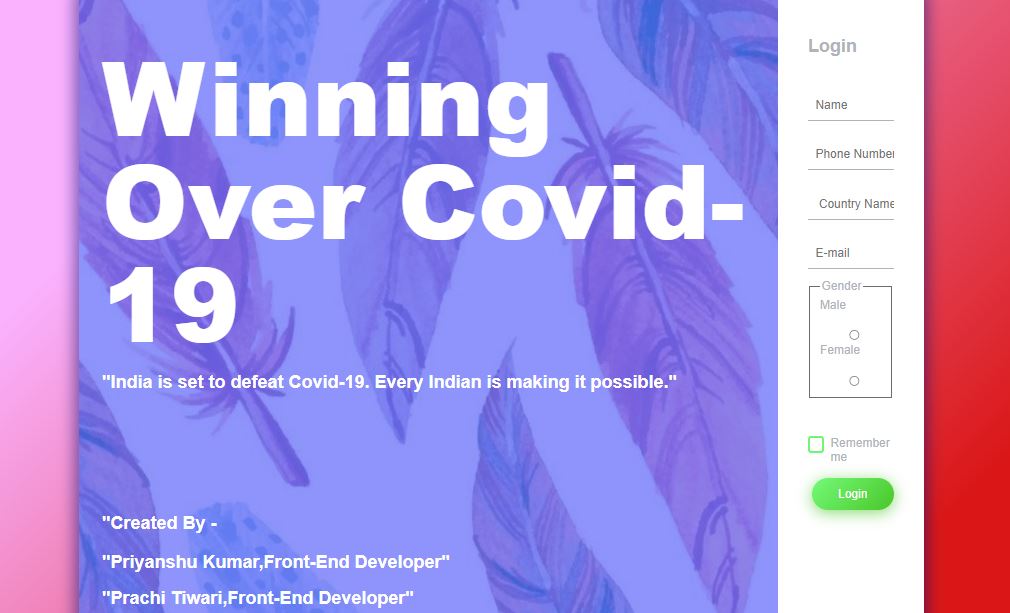 Winning
Over Covid-
19
"India is set to defeat Covid-19. Every Indian is making it possible."
"Created By -
"Priyanshu Kumar,Front-End Developer"
"Prachi Tiwari,Front-End Developer"
Login
Name
Phone Number
Country Name
E-mail
Gender
Male
Female
Remember
me
Login